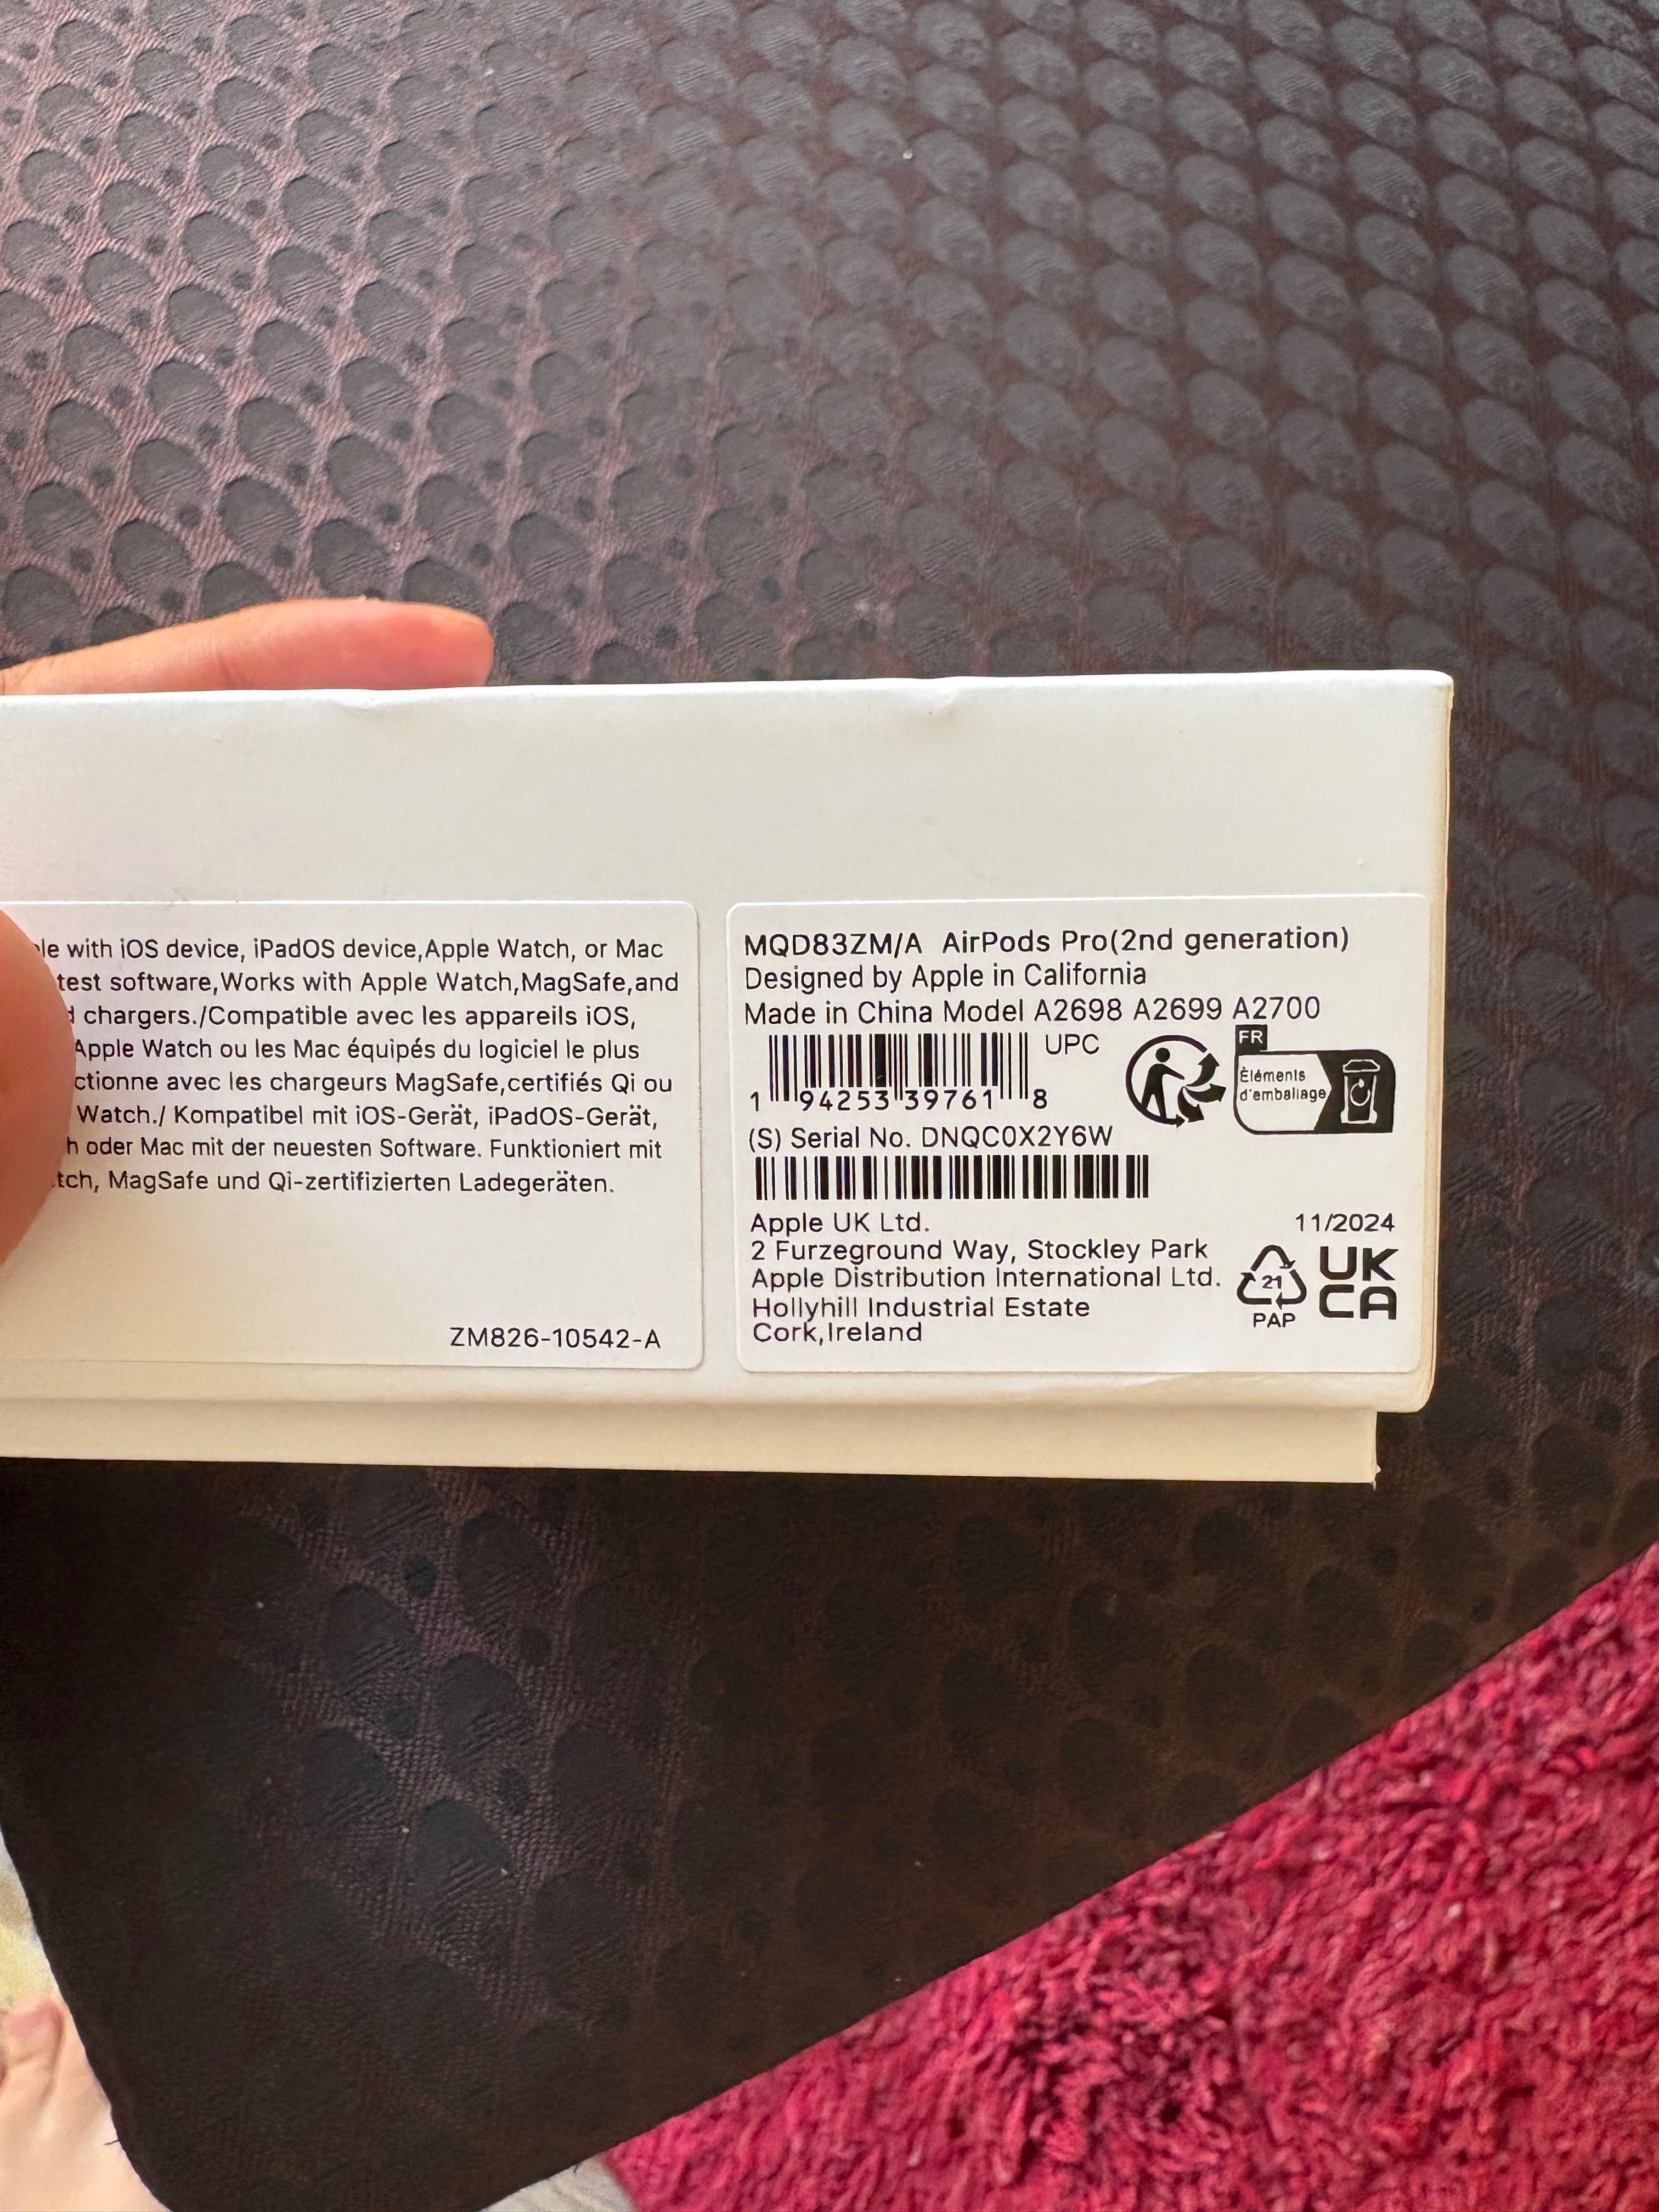 le with iOS device, iPadOS device,Apple Watch, or Mac
test software,Works with Apple Watch,MagSafe,and
chargers./Compatible avec les appareils iOS,
Apple Watch ou les Mac équipés du logiciel le plus
ctionne avec les chargeurs MagSafe,certifiés Qi ou
Watch./ Kompatibel mit iOS-Gerät, iPadOS-Gerät,
h oder Mac mit der neuesten Software. Funktioniert mit
tch, MagSafe und Qi-zertifizierten Ladegeräten.
ZM826-10542-A
MQD83ZM/A AirPods Pro(2nd generation)
Designed by Apple in California
Made in China Model A2698 A2699 A2700
UPC
1 94253 39761 8
FR
Èléments
d'emballage
(S) Serial No. DNQC0X2Y6W
Apple UK Ltd.
11/2024
2 Furzeground Way, Stockley Park
Apple Distribution International Ltd.
Hollyhill Industrial Estate
Cork,Ireland
21
PAP
UK
CA